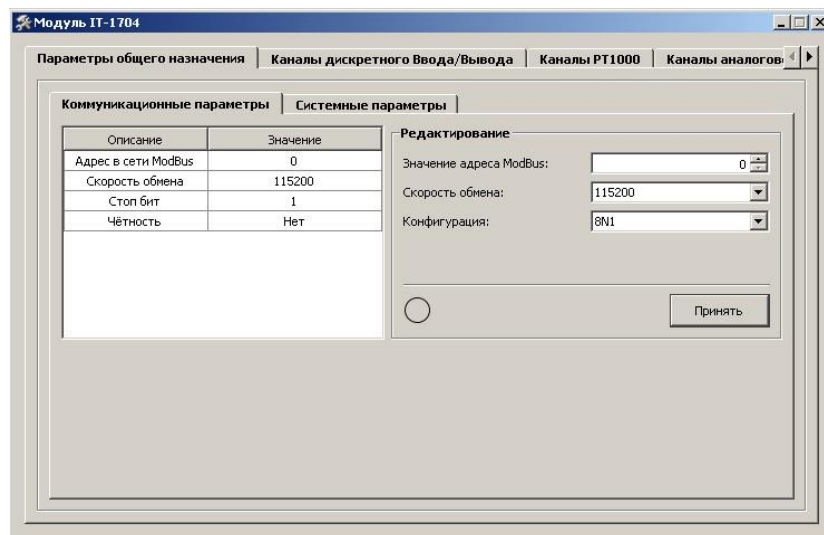 Модуль IT-1704
Параметры общего назначения Каналы дискретного Ввода/Вывода Каналы PT1000 Каналы аналогов
Коммуникационные параметры Системные параметры
Описание Значение
Адрес в сети ModBus 0
Скорость обмена 115200
Стоп бит 1
Чётность Нет
Редактирование
Значение адреса ModBus: 0
Скорость обмена: 115200
Конфигурация: 8N1
Принять